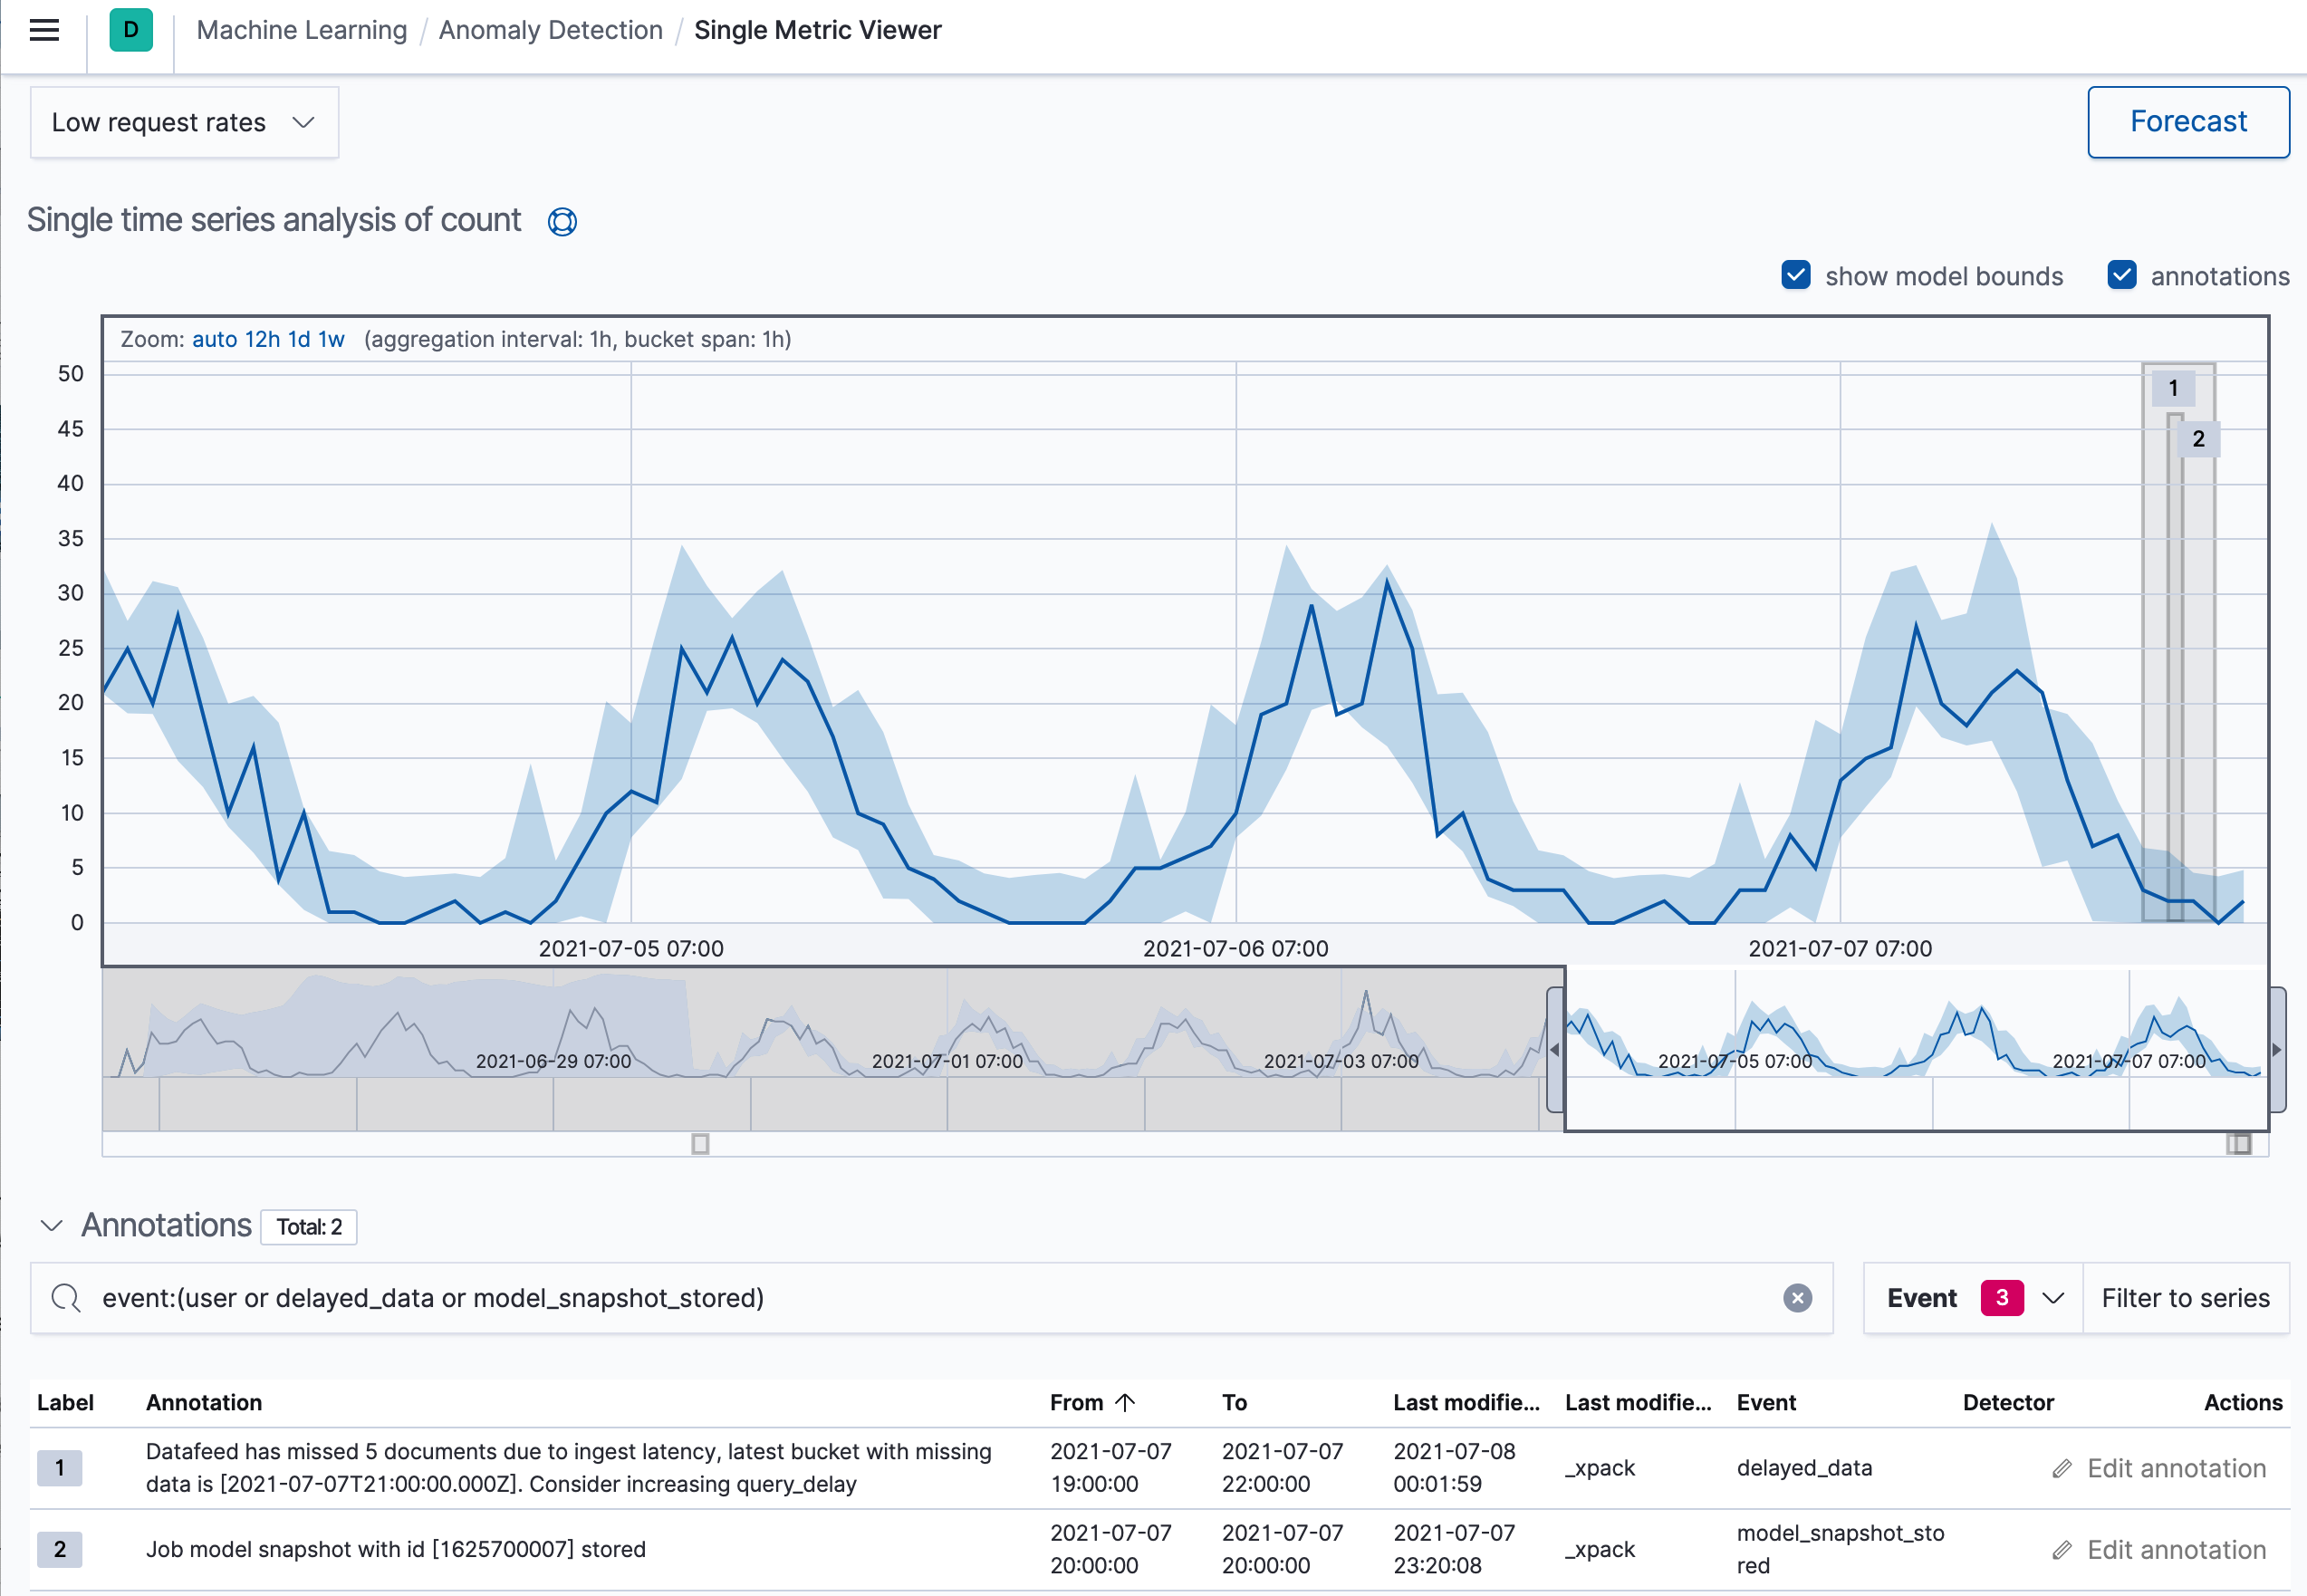 D Machine Learning / Anomaly Detection / Single Metric Viewer
Low request rates
Forecast
Single time series analysis of count
show model bounds annotations
Zoom: auto 12h 1d 1w (aggregation interval: 1h, bucket span: 1h)
50
45
40
35
30
25
20
15
10
5
0
1
2
2021-07-05 07:00 2021-07-06 07:00 2021-07-07 07:00
2021-06-29 07:00 2021-07-01 07:00 2021-07-03 07:00 2021-07-05 07:00 2021-07-07 07:00
Annotations Total: 2
event:(user or delayed_data or model_snapshot_stored)
Event 3 Filter to series
Label Annotation From To Last modifie... Last modifie... Event Detector Actions
1 Datafeed has missed 5 documents due to ingest latency, latest bucket with missing
data is [2021-07-07T21:00:00.000Z]. Consider increasing query_delay
2021-07-07
19:00:00
2021-07-07
22:00:00
2021-07-08
00:01:59
_xpack
delayed_data
Edit annotation
2 Job model snapshot with id [1625700007] stored
2021-07-07
20:00:00
2021-07-07
20:00:00
2021-07-07
23:20:08
_xpack
model_snapshot_sto
red
Edit annotation